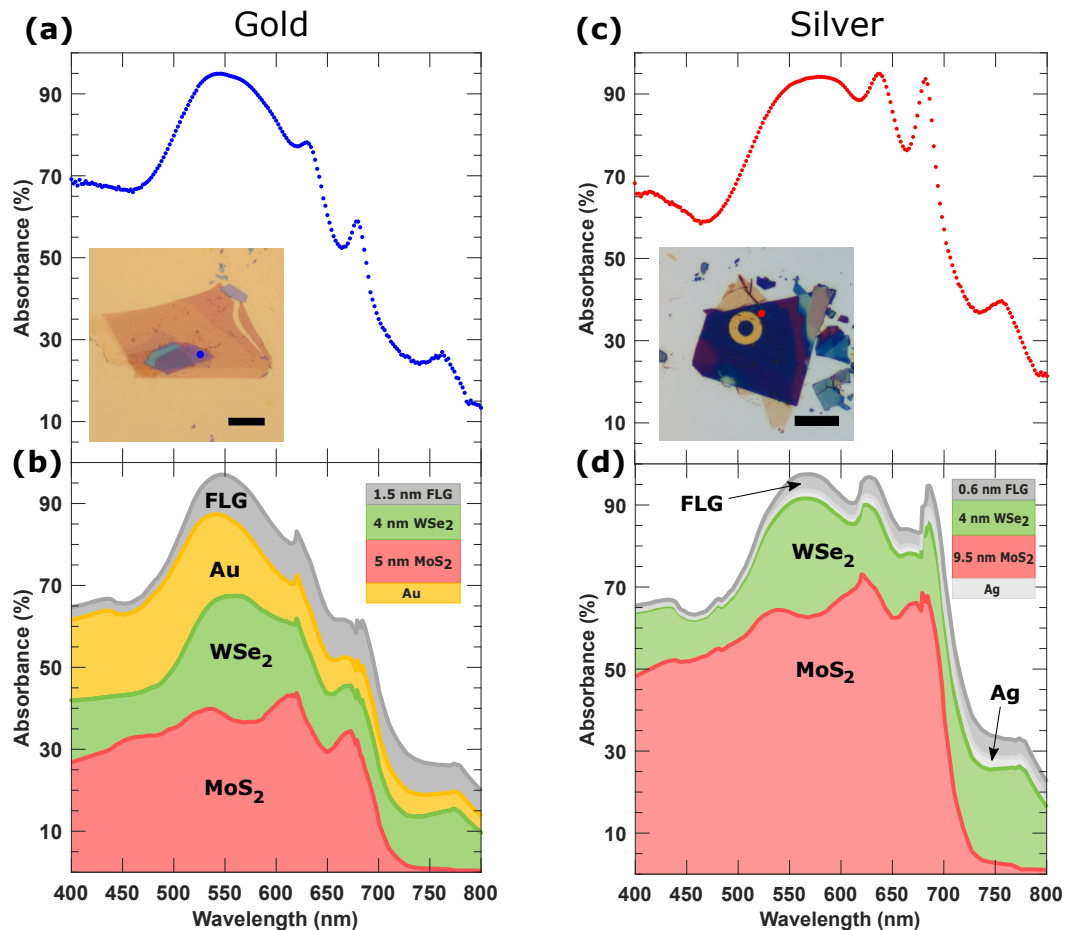 Gold
(a)
90
70
50
30
10
Absorbance (%)
(b)
90
70
50
30
10
Absorbance (%)
FLG
Au
WSe₂
MoS₂
1.5 nm FLG
4 nm WSe₂
5 nm MoS₂
Au
400 450 500 550 600 650 700 750 800
Wavelength (nm)
Silver
(c)
90
70
50
30
10
Absorbance (%)
(d)
90
70
50
30
10
Absorbance (%)
FLG
WSe₂
MoS₂
Ag
0.6 nm FLG
4 nm WSe₂
9.5 nm MoS₂
Ag
400 450 500 550 600 650 700 750 800
Wavelength (nm)